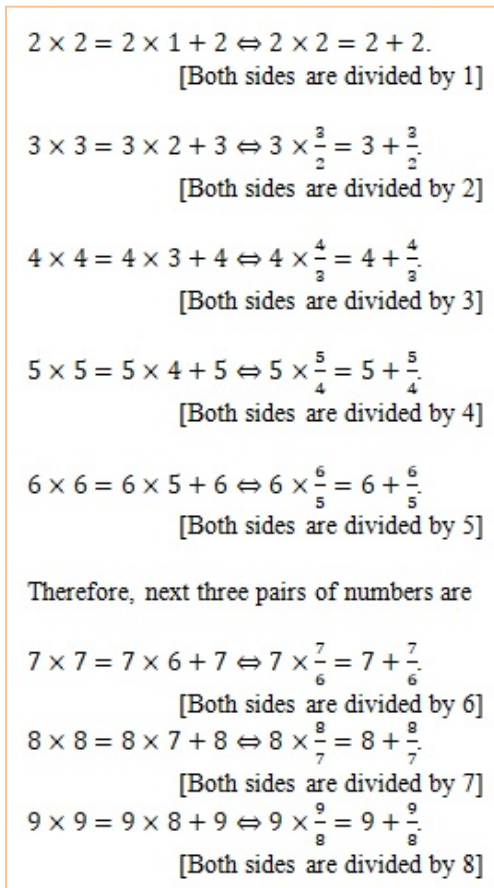 2 × 2 = 2 × 1 + 2 ⇔ 2 × 2 = 2 + 2.
[Both sides are divided by 1]
3 × 3 = 3 × 2 + 3 ⇔ 3 × 3/2 = 3 + 3/2.
[Both sides are divided by 2]
4 × 4 = 4 × 3 + 4 ⇔ 4 × 4/3 = 4 + 4/3.
[Both sides are divided by 3]
5 × 5 = 5 × 4 + 5 ⇔ 5 × 5/4 = 5 + 5/4.
[Both sides are divided by 4]
6 × 6 = 6 × 5 + 6 ⇔ 6 × 6/5 = 6 + 6/5.
[Both sides are divided by 5]
Therefore, next three pairs of numbers are
7 × 7 = 7 × 6 + 7 ⇔ 7 × 7/6 = 7 + 7/6.
[Both sides are divided by 6]
8 × 8 = 8 × 7 + 8 ⇔ 8 × 8/7 = 8 + 8/7.
[Both sides are divided by 7]
9 × 9 = 9 × 8 + 9 ⇔ 9 × 9/8 = 9 + 9/8.
[Both sides are divided by 8]